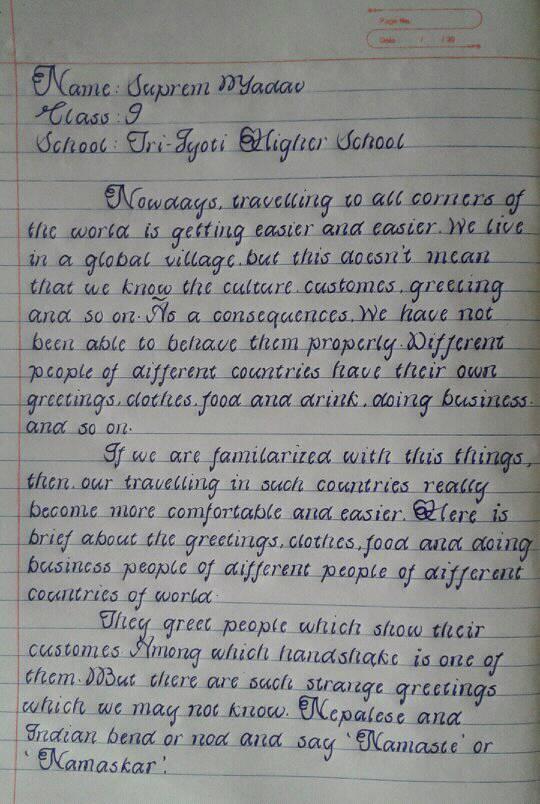 Page No.
Date / / 20
Name: Suprem Yadav
Class: 9
School: Tri-Jyoti Higher School
Nowdays, travelling to all corners of
the world is getting easier and easier. We live
in a global village, but this doesn't mean
that we know the culture, customes, greeting
and so on. As a consequences, We have not
been able to behave them properly. Different
people of different countries have their own
greetings, clothes, food and drink, doing business.
and so on.
If we are familarized with this things,
then, our travelling in such countries really
become more comfortable and easier. Here is
brief about the greetings, clothes, food and doing
business people of different people of different
countries of world.
They greet people which show their
customes Among which handshake is one of
them. But there are such strange greetings
which we may not know. Nepalese and
Indian bend or nod and say 'Namaste' or
'Namaskar'.